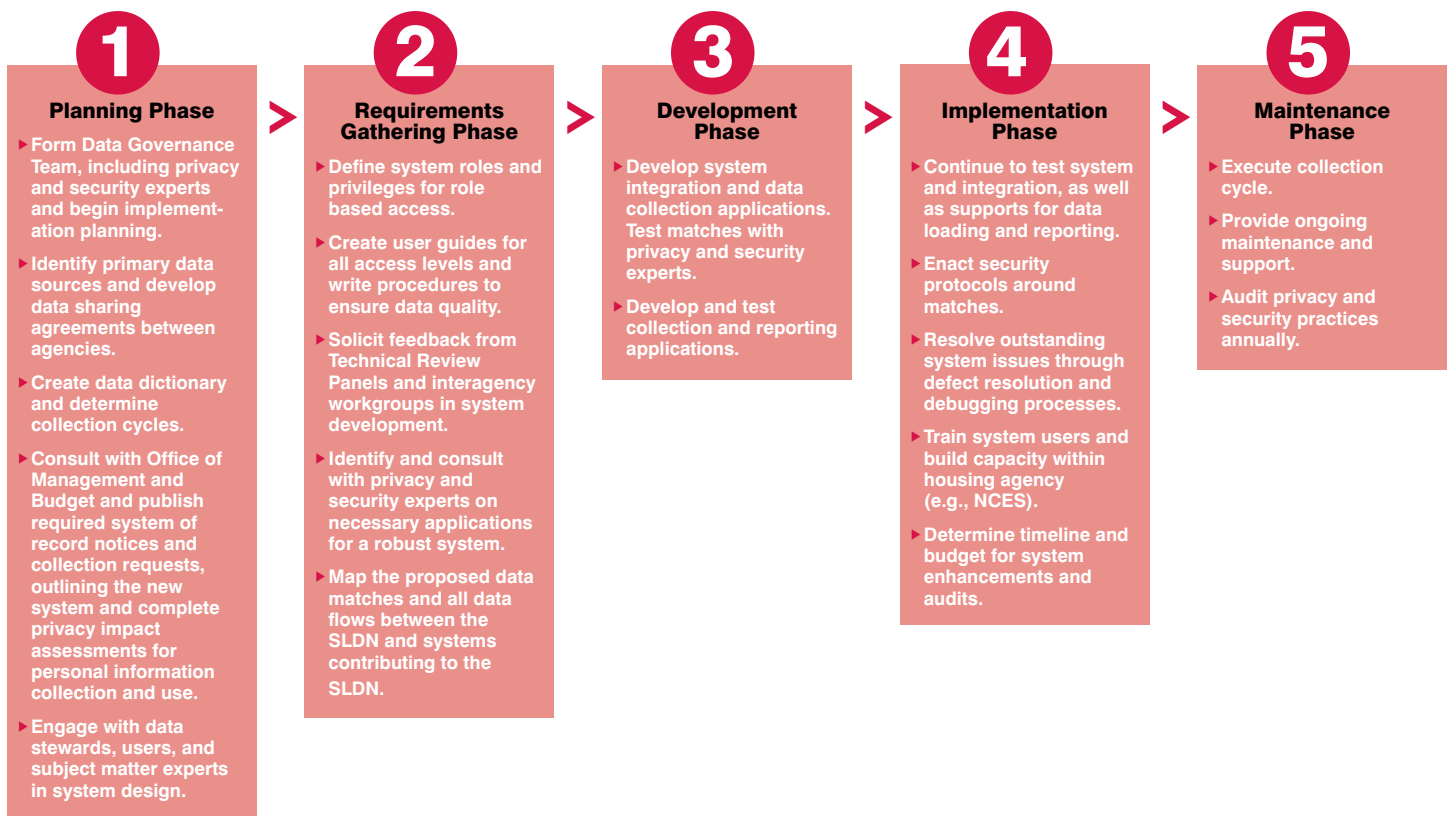 1
Planning Phase
▶Form Data Governance
Team, including privacy
and security experts
and begin implement-
ation planning.
▶Identify primary data
sources and develop
data sharing
agreements between
agencies.
▶Create data dictionary
and determine
collection cycles.
▶Consult with Office of
Management and
Budget and publish
required system of
record notices and
collection requests,
outlining the new
system and complete
privacy impact
assessments for
personal information
collection and use.
▶Engage with data
stewards, users, and
subject matter experts
in system design.
>
2
Requirements
Gathering Phase
▶Define system roles and
privileges for role
based access.
▶Create user guides for
all access levels and
write procedures to
ensure data quality.
▶Solicit feedback from
Technical Review
Panels and interagency
workgroups in system
development.
▶Identify and consult
with privacy and
security experts on
necessary applications
for a robust system.
▶Map the proposed data
matches and all data
flows between the
SLDN and systems
contributing to the
SLDN.
>
3
Development
Phase
▶Develop system
integration and data
collection applications.
Test matches with
privacy and security
experts.
▶Develop and test
collection and reporting
applications.
>
4
Implementation
Phase
▶Continue to test system
and integration, as well
as supports for data
loading and reporting.
▶Enact security
protocols around
matches.
▶Resolve outstanding
system issues through
defect resolution and
debugging processes.
▶Train system users and
build capacity within
housing agency
(e.g., NCES).
▶Determine timeline and
budget for system
enhancements and
audits.
>
5
Maintenance
Phase
▶Execute collection
cycle.
▶Provide ongoing
maintenance and
support.
▶Audit privacy and
security practices
annually.